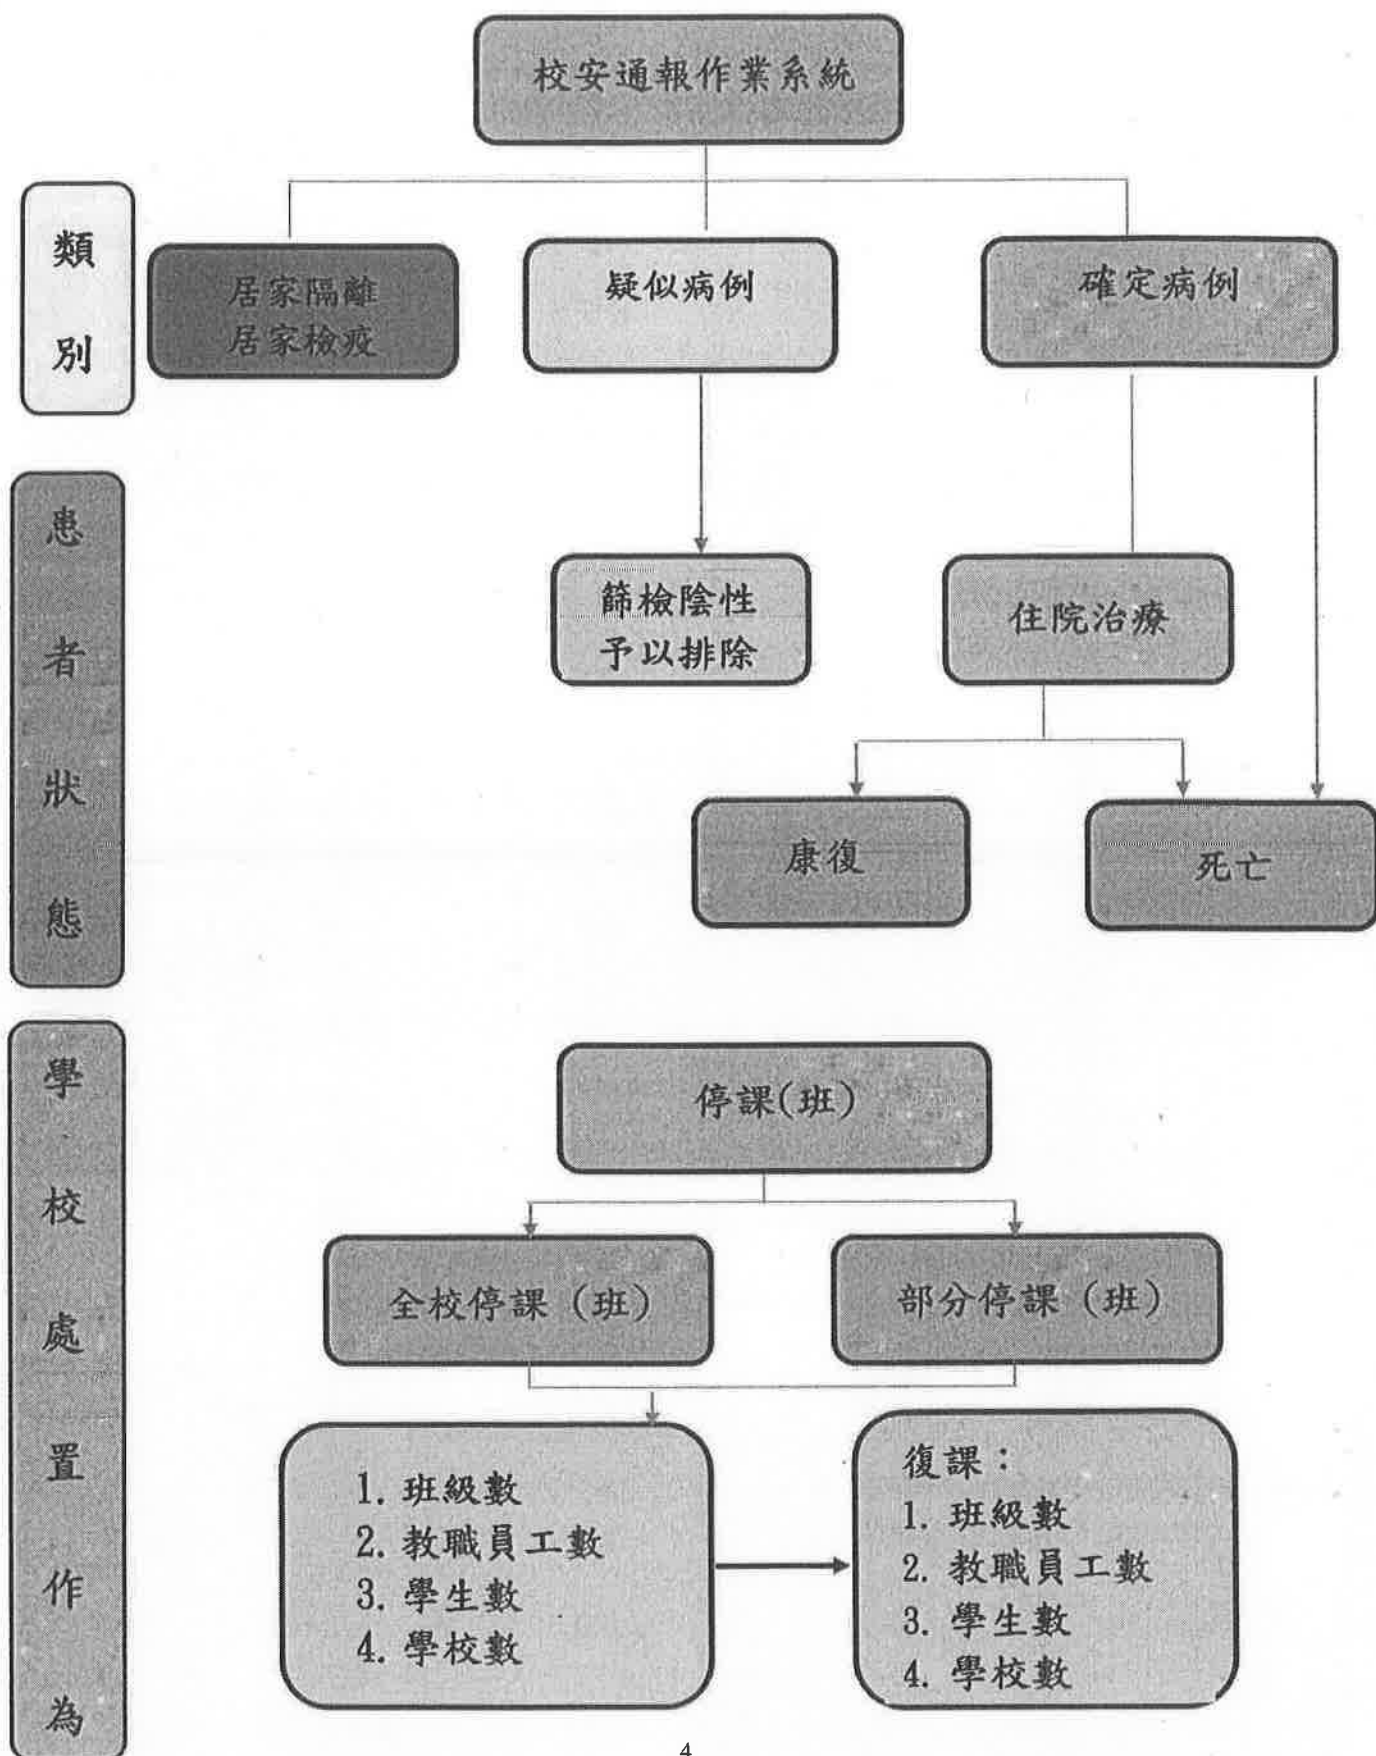 校安通報作業系統
類別
居家隔離
居家檢疫
疑似病例
確定病例
患者狀態
篩檢陰性
予以排除
住院治療
康復
死亡
學校處置作為
停課(班)
全校停課（班）
部分停課（班）
1. 班級數
2. 教職員工數
3. 學生數
4. 學校數
復課：
1. 班級數
2. 教職員工數
3. 學生數
4. 學校數
4